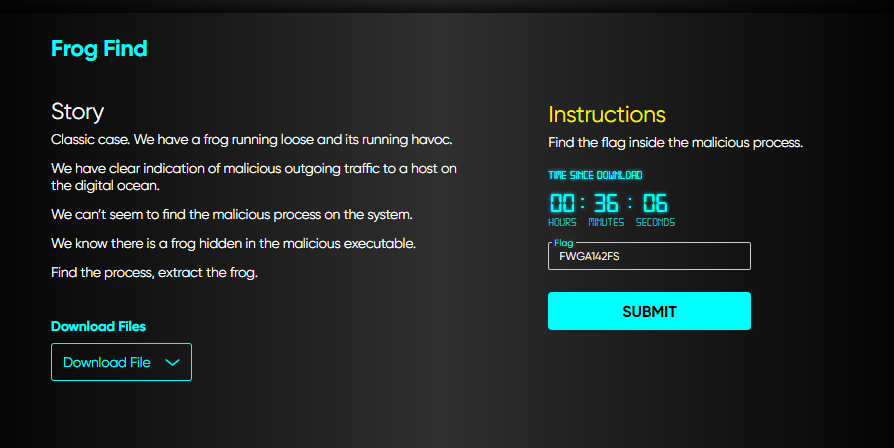 Frog Find
Story
Classic case. We have a frog running loose and its running havoc.
We have clear indication of malicious outgoing traffic to a host on
the digital ocean.
We can't seem to find the malicious process on the system.
We know there is a frog hidden in the malicious executable.
Find the process, extract the frog.
Download Files
Download File
Instructions
Find the flag inside the malicious process.
TIME SINCE DOWNLOAD
00 : 36 : 06
HOURS MINUTES SECONDS
Flag
FWGA142FS
SUBMIT